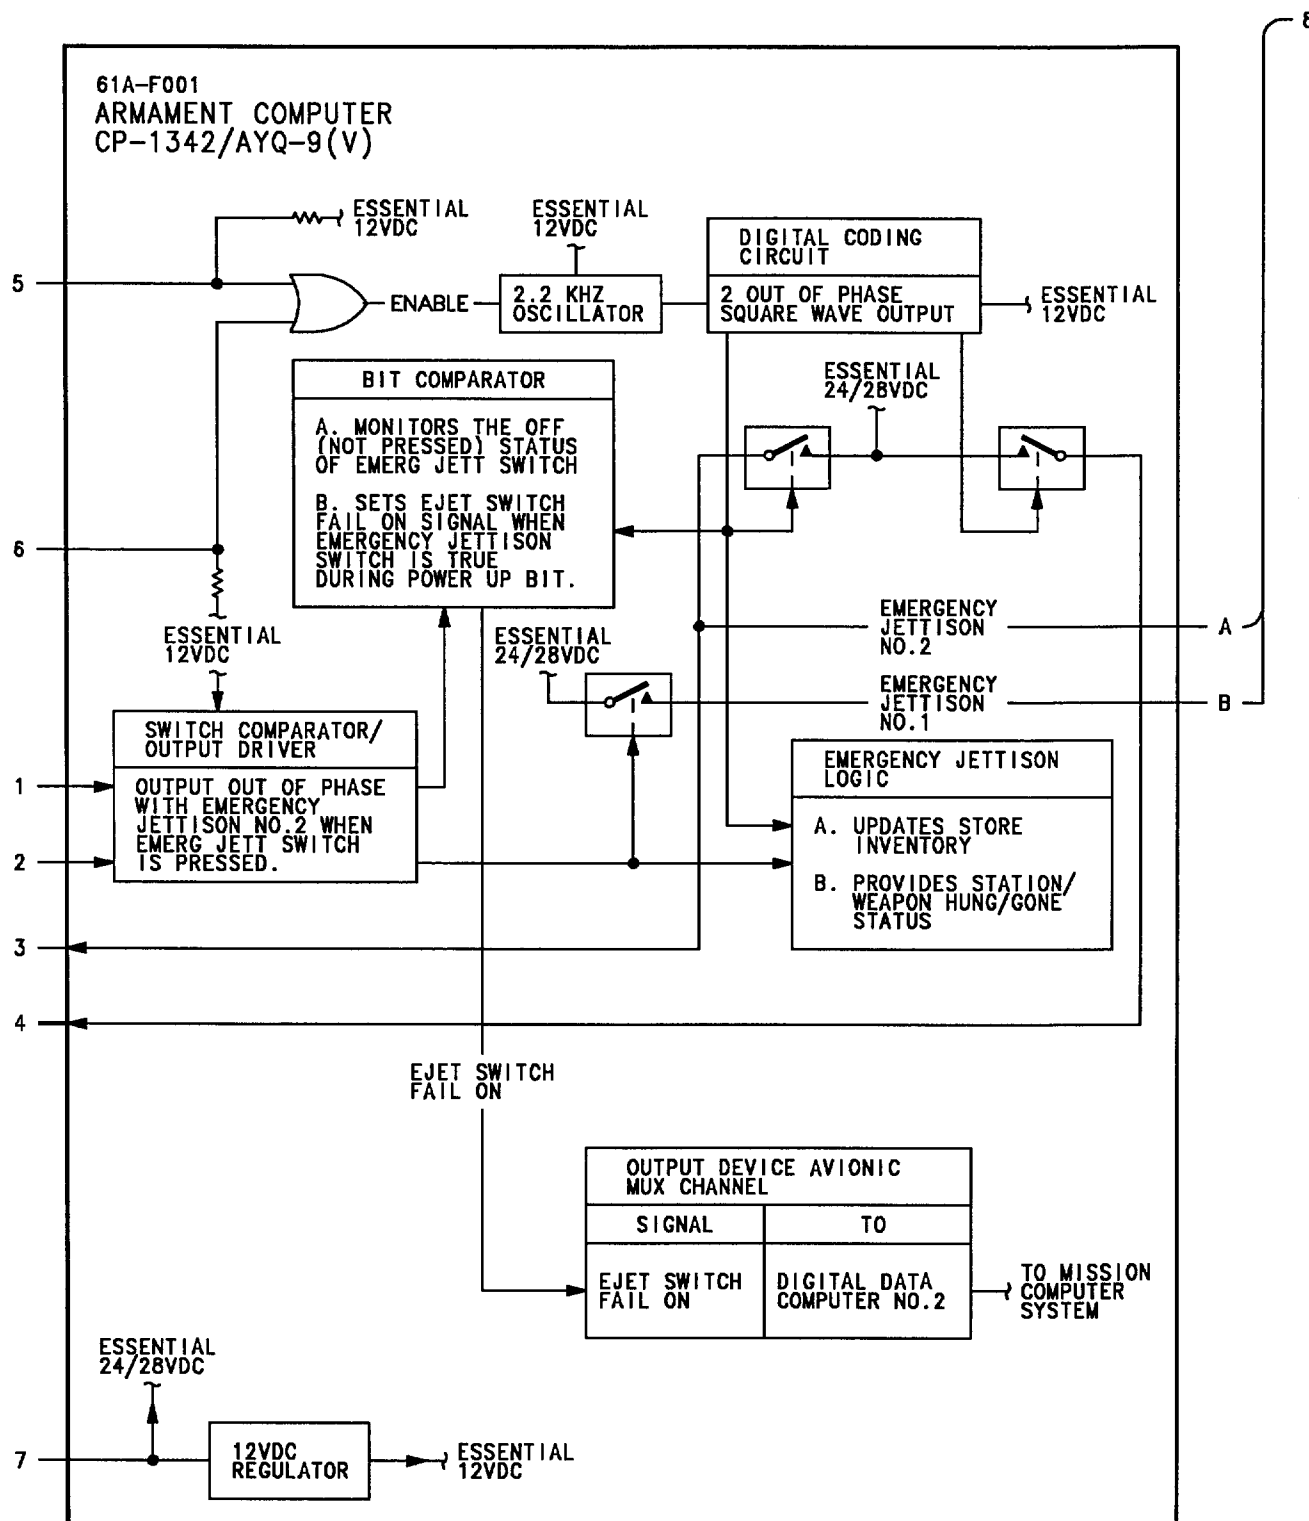 8
61A-F001
ARMAMENT COMPUTER
CP-1342/AYQ-9(V)
ESSENTIAL
12VDC
ESSENTIAL
12VDC
DIGITAL CODING
CIRCUIT
5
ENABLE
2.2 KHZ
OSCILLATOR
2 OUT OF PHASE
SQUARE WAVE OUTPUT
ESSENTIAL
12VDC
BIT COMPARATOR
A. MONITORS THE OFF
(NOT PRESSED) STATUS
OF EMERG JETT SWITCH
B. SETS EJET SWITCH
FAIL ON SIGNAL WHEN
EMERGENCY JETTISON
SWITCH IS TRUE
DURING POWER UP BIT.
ESSENTIAL
24/28VDC
6
ESSENTIAL
12VDC
ESSENTIAL
24/28VDC
EMERGENCY
JETTISON
NO.2
A
EMERGENCY
JETTISON
NO.1
B
SWITCH COMPARATOR/
OUTPUT DRIVER
1
OUTPUT OUT OF PHASE
WITH EMERGENCY
JETTISON NO.2 WHEN
EMERG JETT SWITCH
IS PRESSED.
2
EMERGENCY JETTISON
LOGIC
A. UPDATES STORE
INVENTORY
B. PROVIDES STATION/
WEAPON HUNG/GONE
STATUS
3
4
EJET SWITCH
FAIL ON
OUTPUT DEVICE AVIONIC
MUX CHANNEL
SIGNAL TO
EJET SWITCH
FAIL ON
DIGITAL DATA
COMPUTER NO.2
TO MISSION
COMPUTER
SYSTEM
ESSENTIAL
24/28VDC
7
12VDC
REGULATOR
ESSENTIAL
12VDC